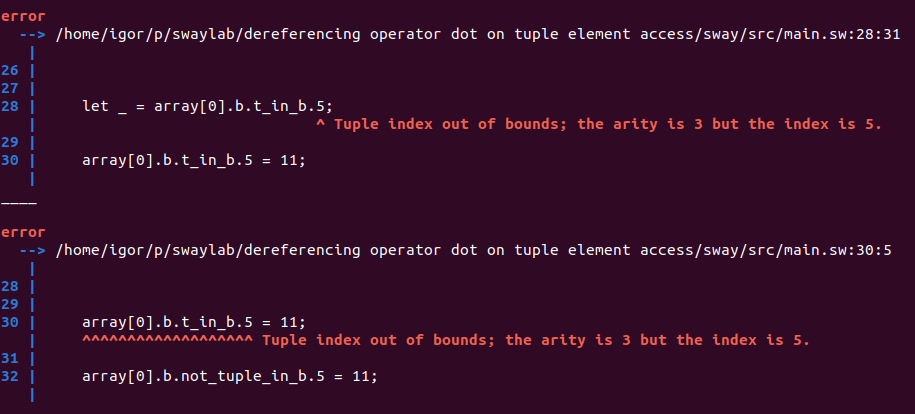 error
  --> /home/igor/p/swaylab/dereferencing operator dot on tuple element access/sway/src/main.sw:28:31
   |
26 |
27 |
28 |     let _ = array[0].b.t_in_b.5;
   |                               ^ Tuple index out of bounds; the arity is 3 but the index is 5.
29 |
30 |     array[0].b.t_in_b.5 = 11;
   |
____
error
  --> /home/igor/p/swaylab/dereferencing operator dot on tuple element access/sway/src/main.sw:30:5
   |
28 |
29 |
30 |     array[0].b.t_in_b.5 = 11;
   |     ^^^^^^^^^^^^^^^^^^^ Tuple index out of bounds; the arity is 3 but the index is 5.
31 |
32 |     array[0].b.not_tuple_in_b.5 = 11;
   |